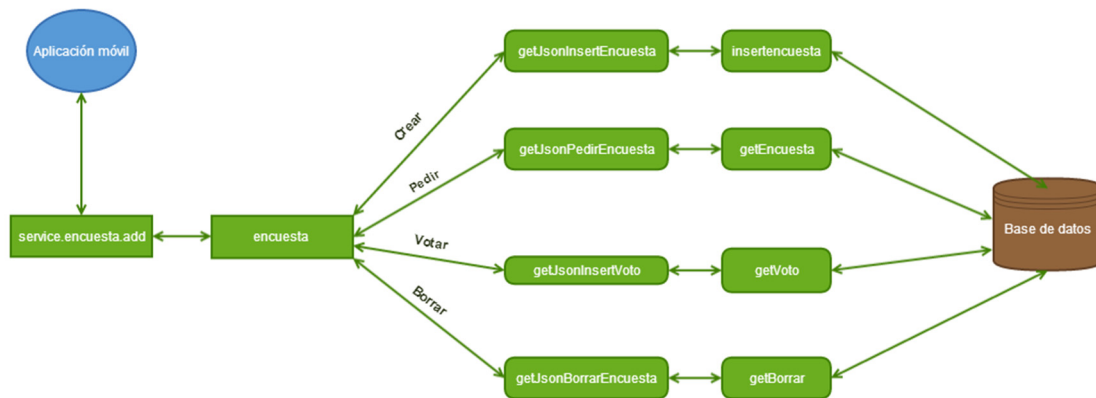 Aplicación móvil
getJsonInsertEncuesta
insertencuesta
Crear
getJsonPedirEncuesta
getEncuesta
Pedir
service.encuesta.add
encuesta
Base de datos
Votar
getJsonInsertVoto
getVoto
Borrar
getJsonBorrarEncuesta
getBorrar